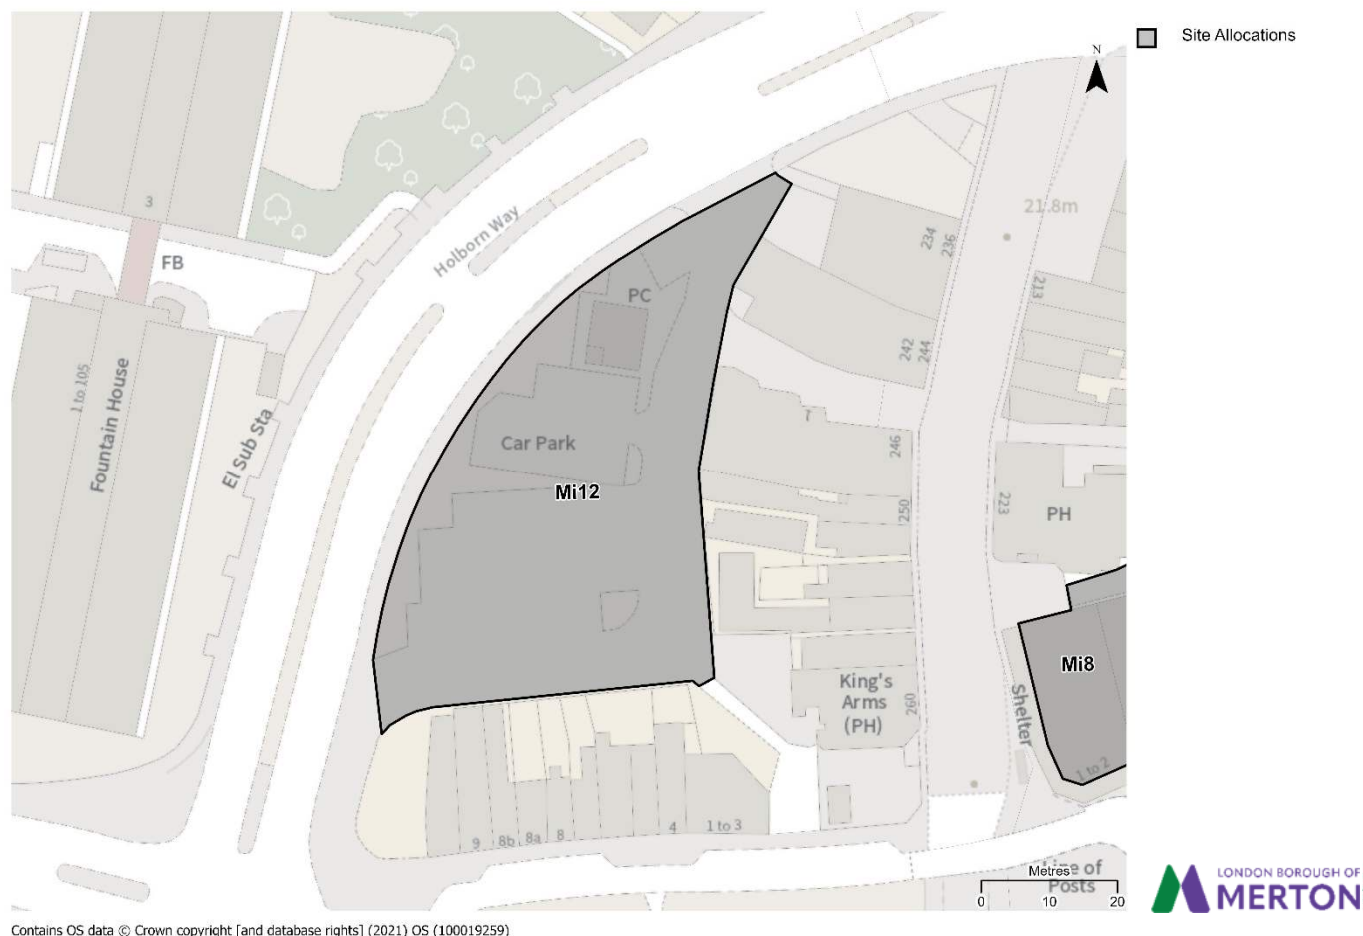 Site Allocations
N
3
FB
Holborn Way
21.8m
234
236
213
PC
242
244
1 to 105
Fountain House
El Sub Sta
Car Park
Mi12
246
250
223
PH
King's
Arms
(PH)
260
Shelter
Mi8
1 to 2
9
8b
8a
8
4
1 to 3
Metres
0
10
20
of
Posts
LONDON BOROUGH OF
MERTON
Contains OS data © Crown copyright [and database rights] (2021) OS (100019259)